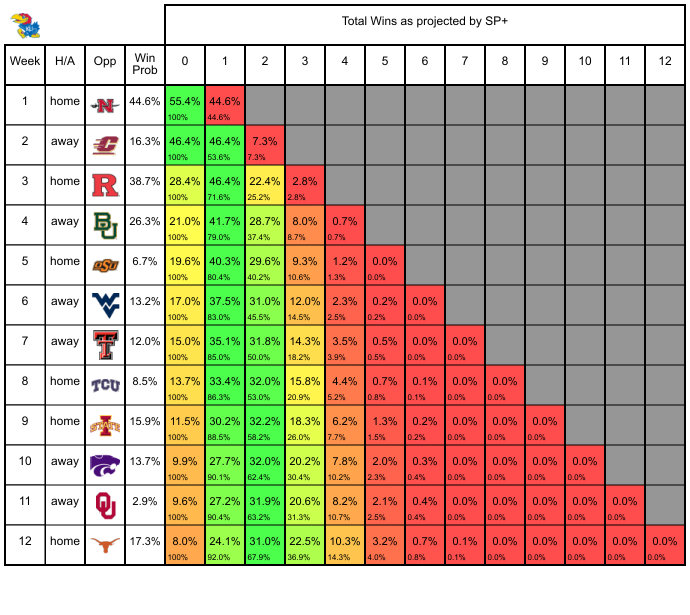 Total Wins as projected by SP+
Week H/A Opp Win Prob 0 1 2 3 4 5 6 7 8 9 10 11 12
1 home N 44.6% 55.4% 44.6%
100% 44.6%
2 away C 16.3% 46.4% 46.4% 7.3%
100% 53.6% 7.3%
3 home R 38.7% 28.4% 46.4% 22.4% 2.8%
100% 71.6% 25.2% 2.8%
4 away BU 26.3% 21.0% 41.7% 28.7% 8.0% 0.7%
100% 79.0% 37.4% 8.7% 0.7%
5 home OSU 6.7% 19.6% 40.3% 29.6% 9.3% 1.2% 0.0%
100% 80.4% 40.2% 10.6% 1.3% 0.0%
6 away WV 13.2% 17.0% 37.5% 31.0% 12.0% 2.3% 0.2% 0.0%
100% 83.0% 45.5% 14.5% 2.5% 0.2% 0.0%
7 away T 12.0% 15.0% 35.1% 31.8% 14.3% 3.5% 0.5% 0.0% 0.0%
100% 85.0% 50.0% 18.2% 3.9% 0.5% 0.0% 0.0%
8 home TCU 8.5% 13.7% 33.4% 32.0% 15.8% 4.4% 0.7% 0.1% 0.0% 0.0%
100% 86.3% 53.0% 20.9% 5.2% 0.8% 0.1% 0.0% 0.0%
9 home I STATE 15.9% 11.5% 30.2% 32.2% 18.3% 6.2% 1.3% 0.2% 0.0% 0.0% 0.0%
100% 88.5% 58.2% 26.0% 7.7% 1.5% 0.2% 0.0% 0.0% 0.0%
10 away 13.7% 9.9% 27.7% 32.0% 20.2% 7.8% 2.0% 0.3% 0.0% 0.0% 0.0% 0.0%
100% 90.1% 62.4% 30.4% 10.2% 2.3% 0.4% 0.0% 0.0% 0.0% 0.0%
11 away OU 2.9% 9.6% 27.2% 31.9% 20.6% 8.2% 2.1% 0.4% 0.0% 0.0% 0.0% 0.0% 0.0%
100% 90.4% 63.2% 31.3% 10.7% 2.5% 0.4% 0.0% 0.0% 0.0% 0.0% 0.0%
12 home 17.3% 8.0% 24.1% 31.0% 22.5% 10.3% 3.2% 0.7% 0.1% 0.0% 0.0% 0.0% 0.0% 0.0%
100% 92.0% 67.9% 36.9% 14.3% 4.0% 0.8% 0.1% 0.0% 0.0% 0.0% 0.0% 0.0%